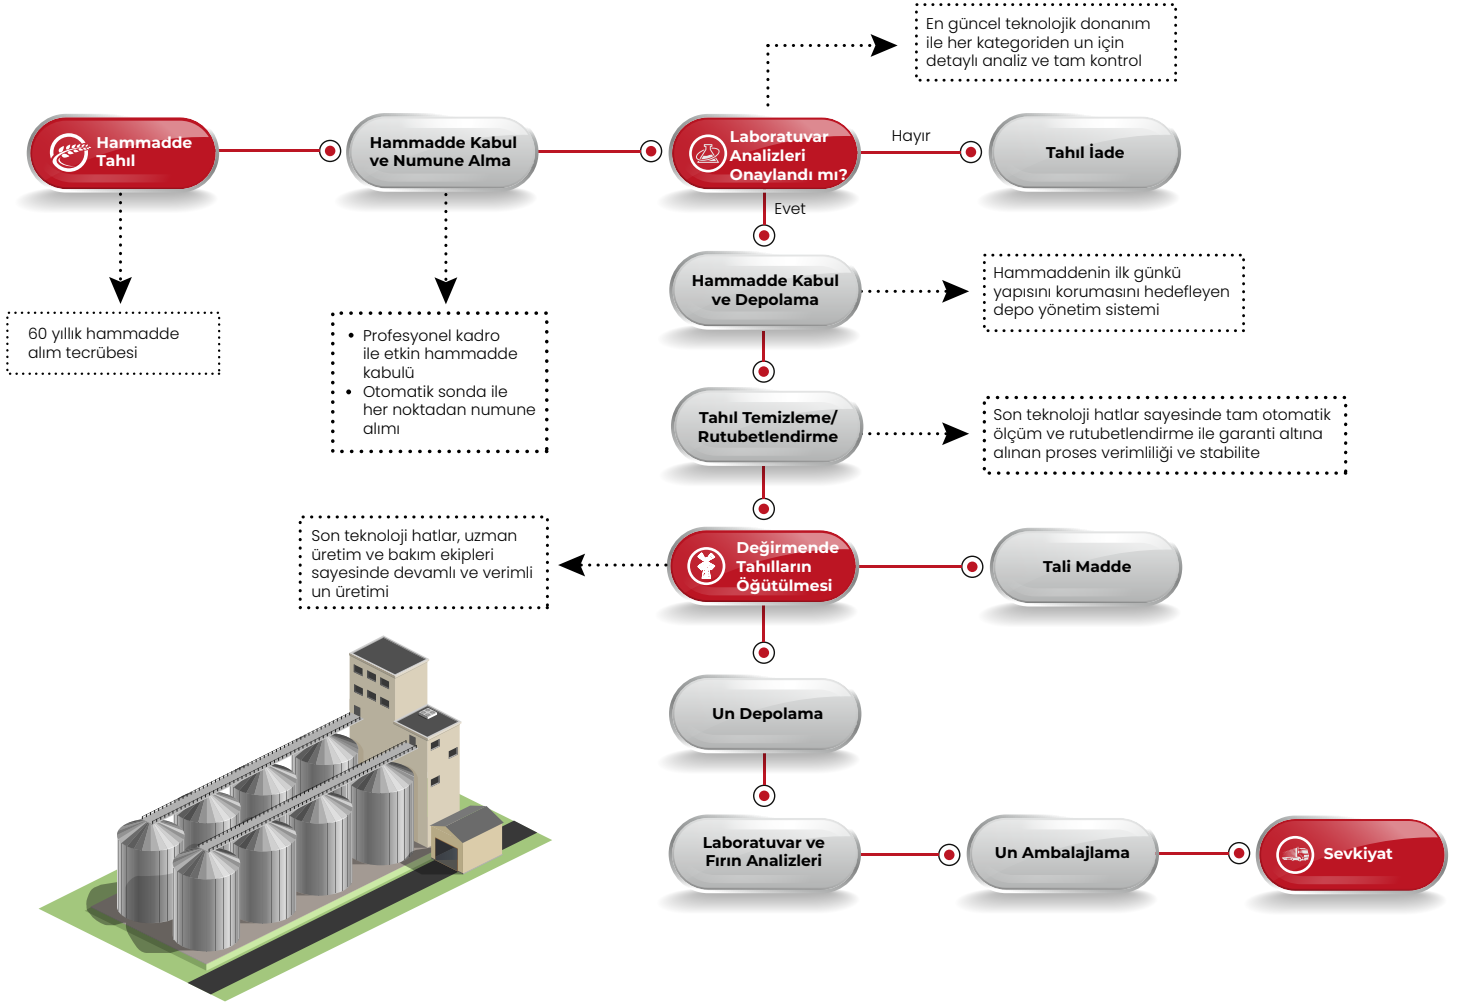 En güncel teknolojik donanım
ile her kategoriden un için
detaylı analiz ve tam kontrol
Hammadde
Tahıl
Hammadde Kabul
ve Numune Alma
Laboratuvar
Analizleri
Onaylandı mı?
Hayır
Tahıl İade
Evet
60 yıllık hammadde
alım tecrübesi
• Profesyonel kadro
ile etkin hammadde
kabulü
• Otomatik sonda ile
her noktadan numune
alımı
Hammadde Kabul
ve Depolama
Hammaddenin ilk günkü
yapısını korumasını hedefleyen
depo yönetim sistemi
Tahıl Temizleme/
Rutubetlendirme
Son teknoloji hatlar sayesinde tam otomatik
ölçüm ve rutubetlendirme ile garanti altına
alınan proses verimliliği ve stabilite
Son teknoloji hatlar, uzman
üretim ve bakım ekipleri
sayesinde devamlı ve verimli
un üretimi
Değirmende
Tahılların
Öğütülmesi
Tali Madde
Un Depolama
Laboratuvar ve
Fırın Analizleri
Un Ambalajlama
Sevkiyat